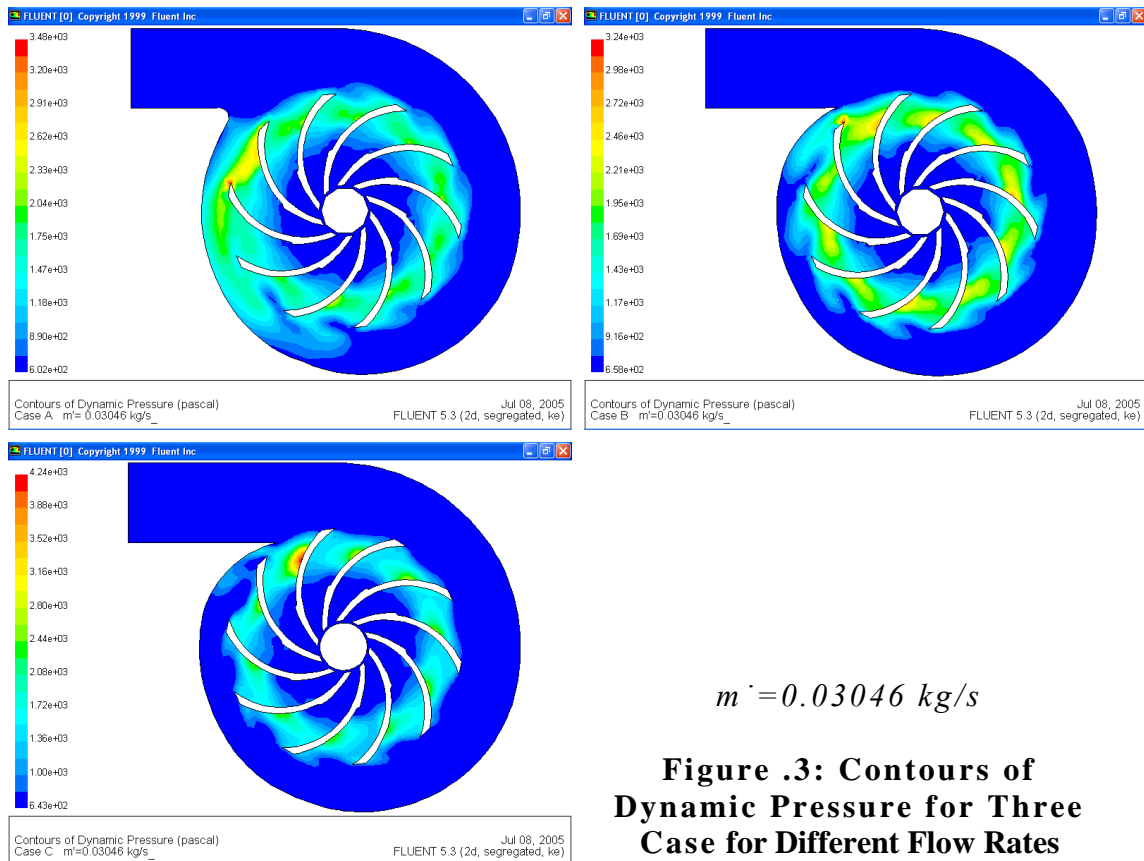 FLUENT [0] Copyright 1999 Fluent Inc
3.48e+03
3.20e+03
2.91e+03
2.62e+03
2.33e+03
2.04e+03
1.75e+03
1.47e+03
1.18e+03
8.90e+02
6.02e+02
Contours of Dynamic Pressure (pascal)
Case A m'= 0.03046 kg/s_
Jul 08, 2005
FLUENT 5.3 (2d, segregated, ke)
FLUENT [0] Copyright 1999 Fluent Inc
3.24e+03
2.98e+03
2.72e+03
2.46e+03
2.21e+03
1.95e+03
1.69e+03
1.43e+03
1.17e+03
9.16e+02
6.58e+02
Contours of Dynamic Pressure (pascal)
Case B m'=0.03046 kg/s_
Jul 08, 2005
FLUENT 5.3 (2d, segregated, ke)
FLUENT [0] Copyright 1999 Fluent Inc
4.24e+03
3.88e+03
3.52e+03
3.16e+03
2.80e+03
2.44e+03
2.08e+03
1.72e+03
1.36e+03
1.00e+03
6.43e+02
Contours of Dynamic Pressure (pascal)
Case C m'=0.03046 kg/s_
Jul 08, 2005
FLUENT 5.3 (2d, segregated, ke)
m˙=0.03046 kg/s
Figure .3: Contours of
Dynamic Pressure for Three
Case for Different Flow Rates